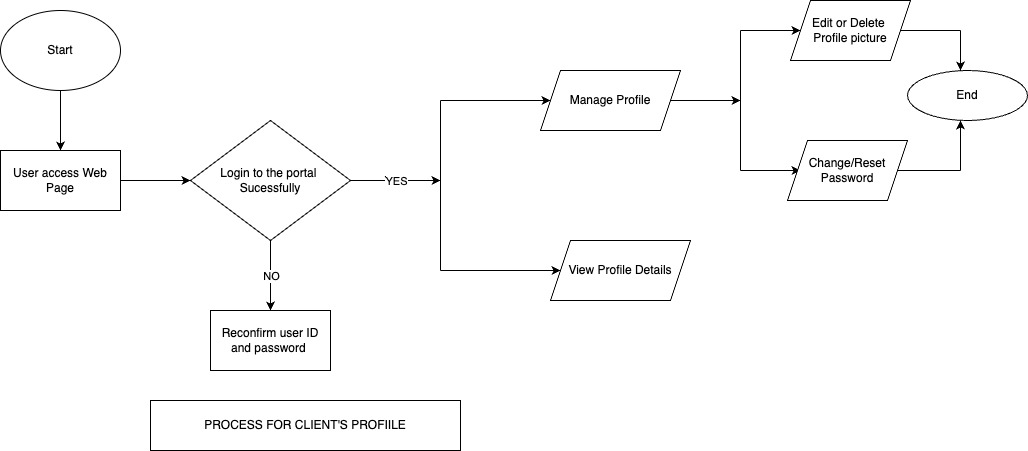 Start
User access Web
Page
Login to the portal
Sucessfully
YES
NO
Reconfirm user ID
and password
Manage Profile
View Profile Details
Edit or Delete
Profile picture
Change/Reset
Password
End
PROCESS FOR CLIENT'S PROFIILE